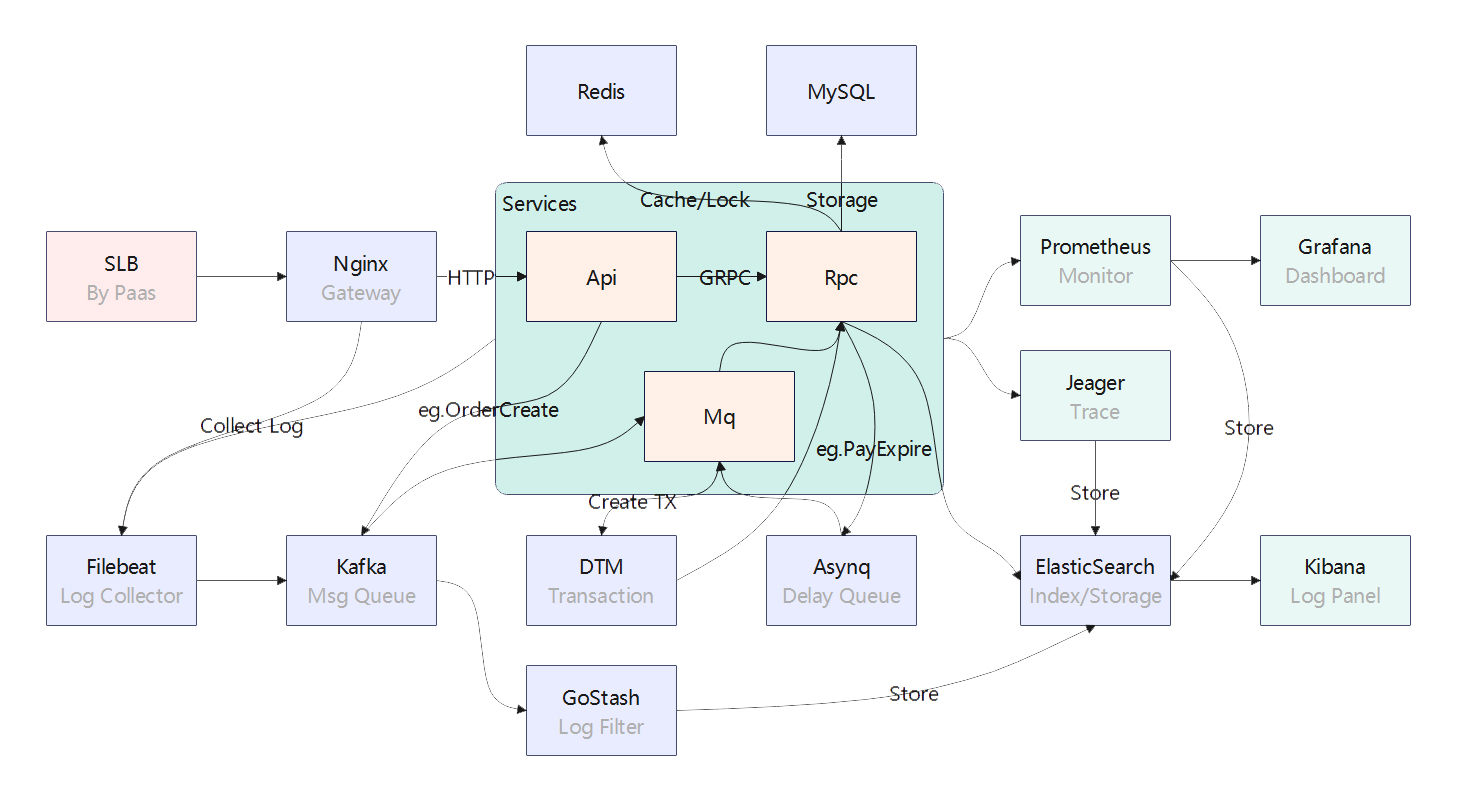 Redis
MySQL
Services
Cache/Lock
Storage
SLB
By Paas
Nginx
Gateway
HTTP
Api
GRPC
Rpc
Prometheus
Monitor
Grafana
Dashboard
Jeager
Trace
Collect Log
eg.OrderCreate
Mq
eg.PayExpire
Store
Store
Create TX
Filebeat
Log Collector
Kafka
Msg Queue
DTM
Transaction
Asynq
Delay Queue
ElasticSearch
Index/Storage
Kibana
Log Panel
GoStash
Log Filter
Store